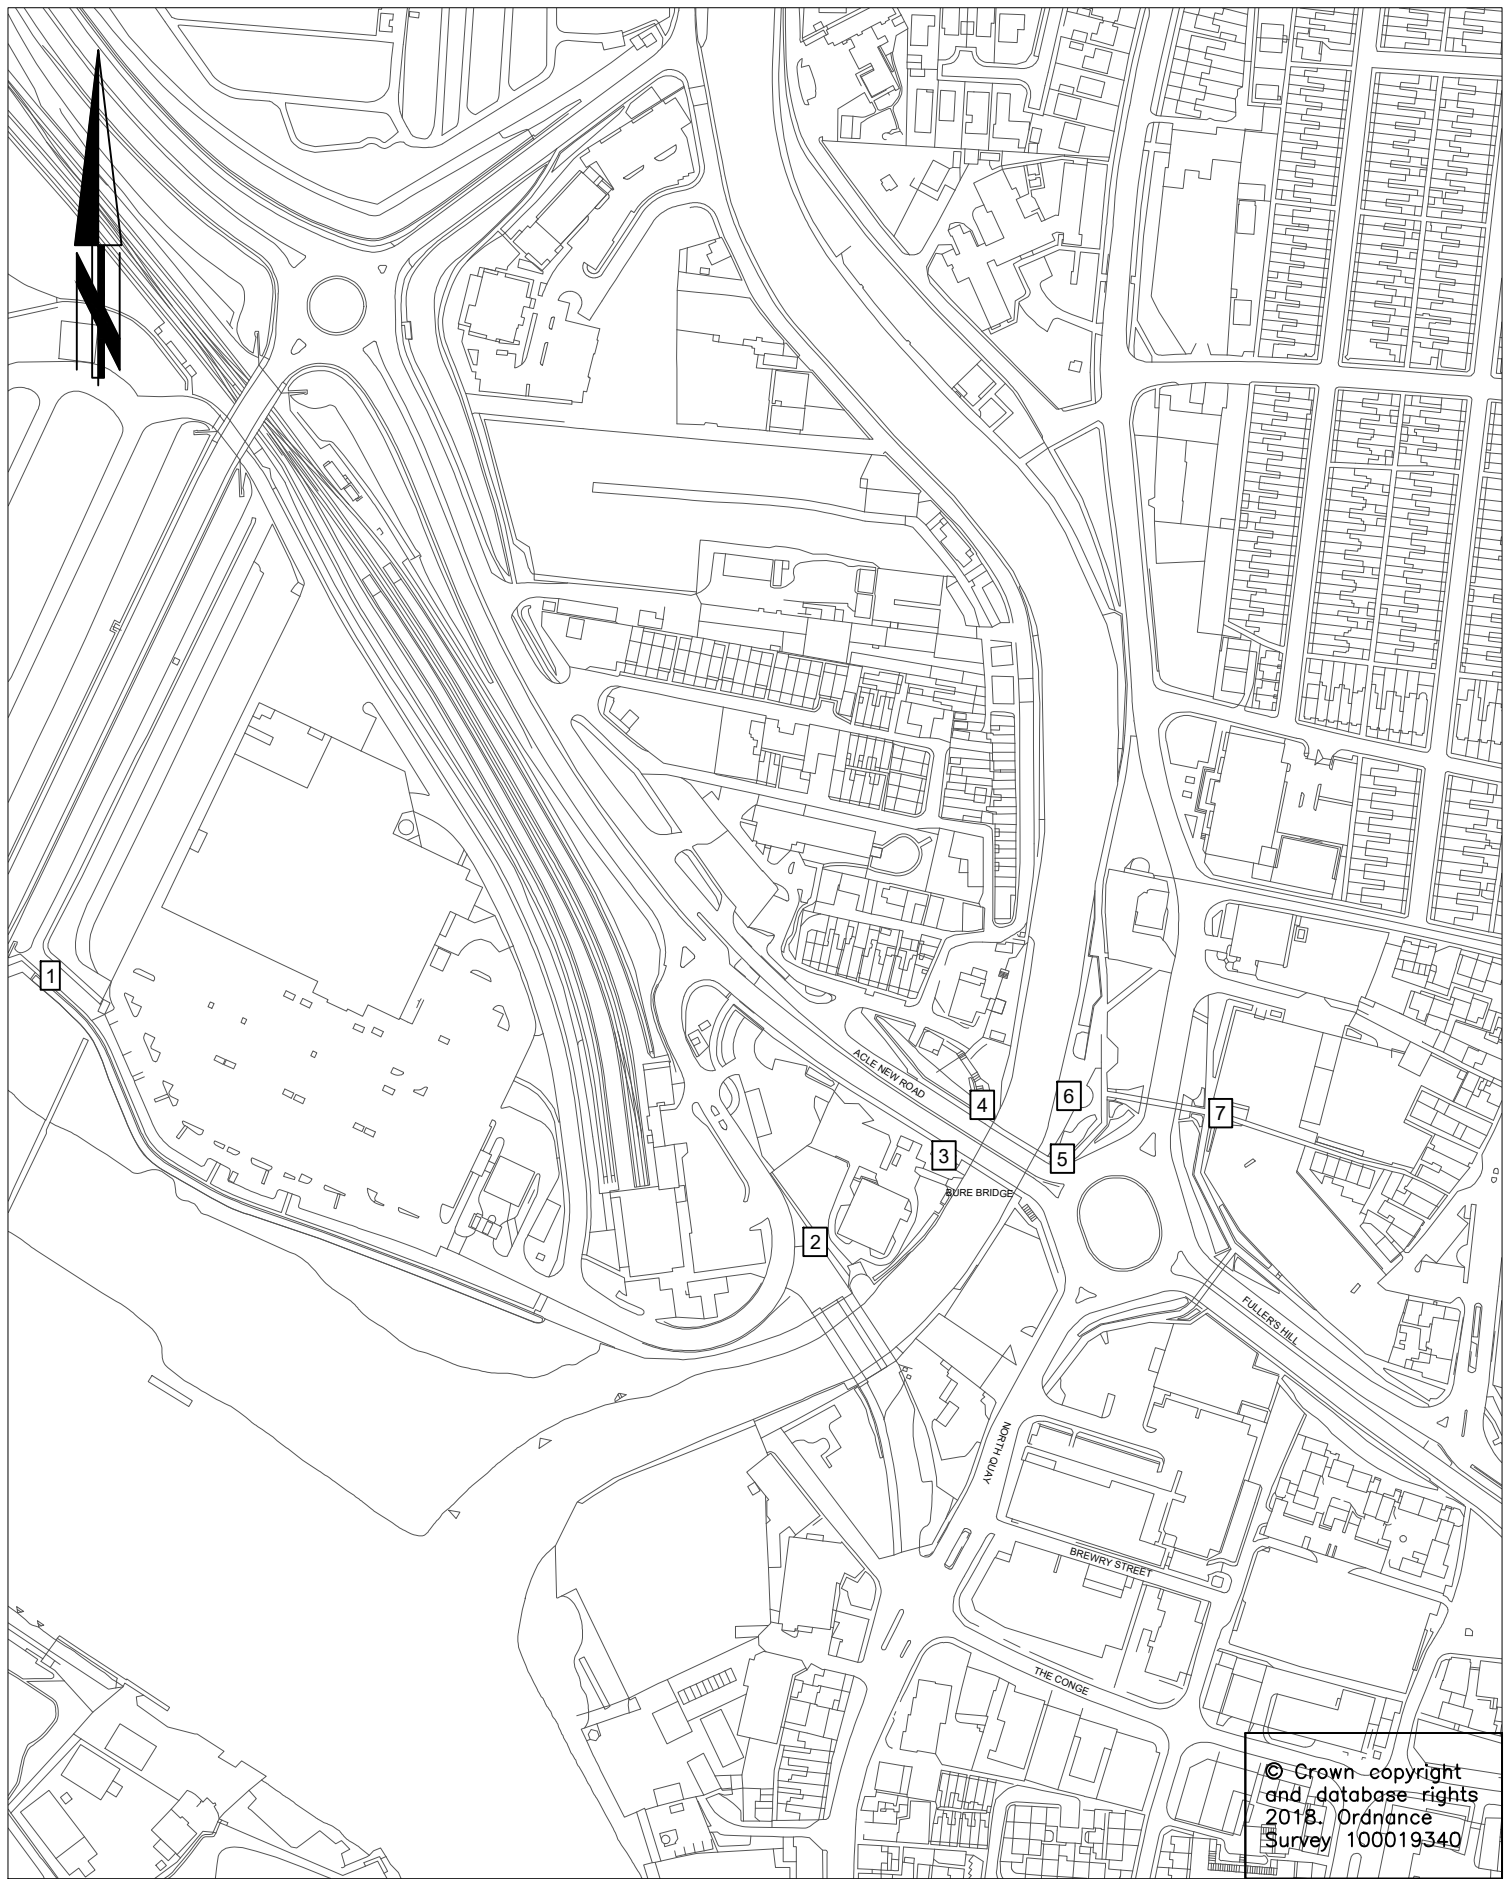 N
1
ACLE NEW ROAD
4
6
7
3
5
BURE BRIDGE
2
FULLER'S HILL
NORTH QUAY
BREWRY STREET
THE CONGE
© Crown copyright
and database rights
2018. Ordnance
Survey 100019340